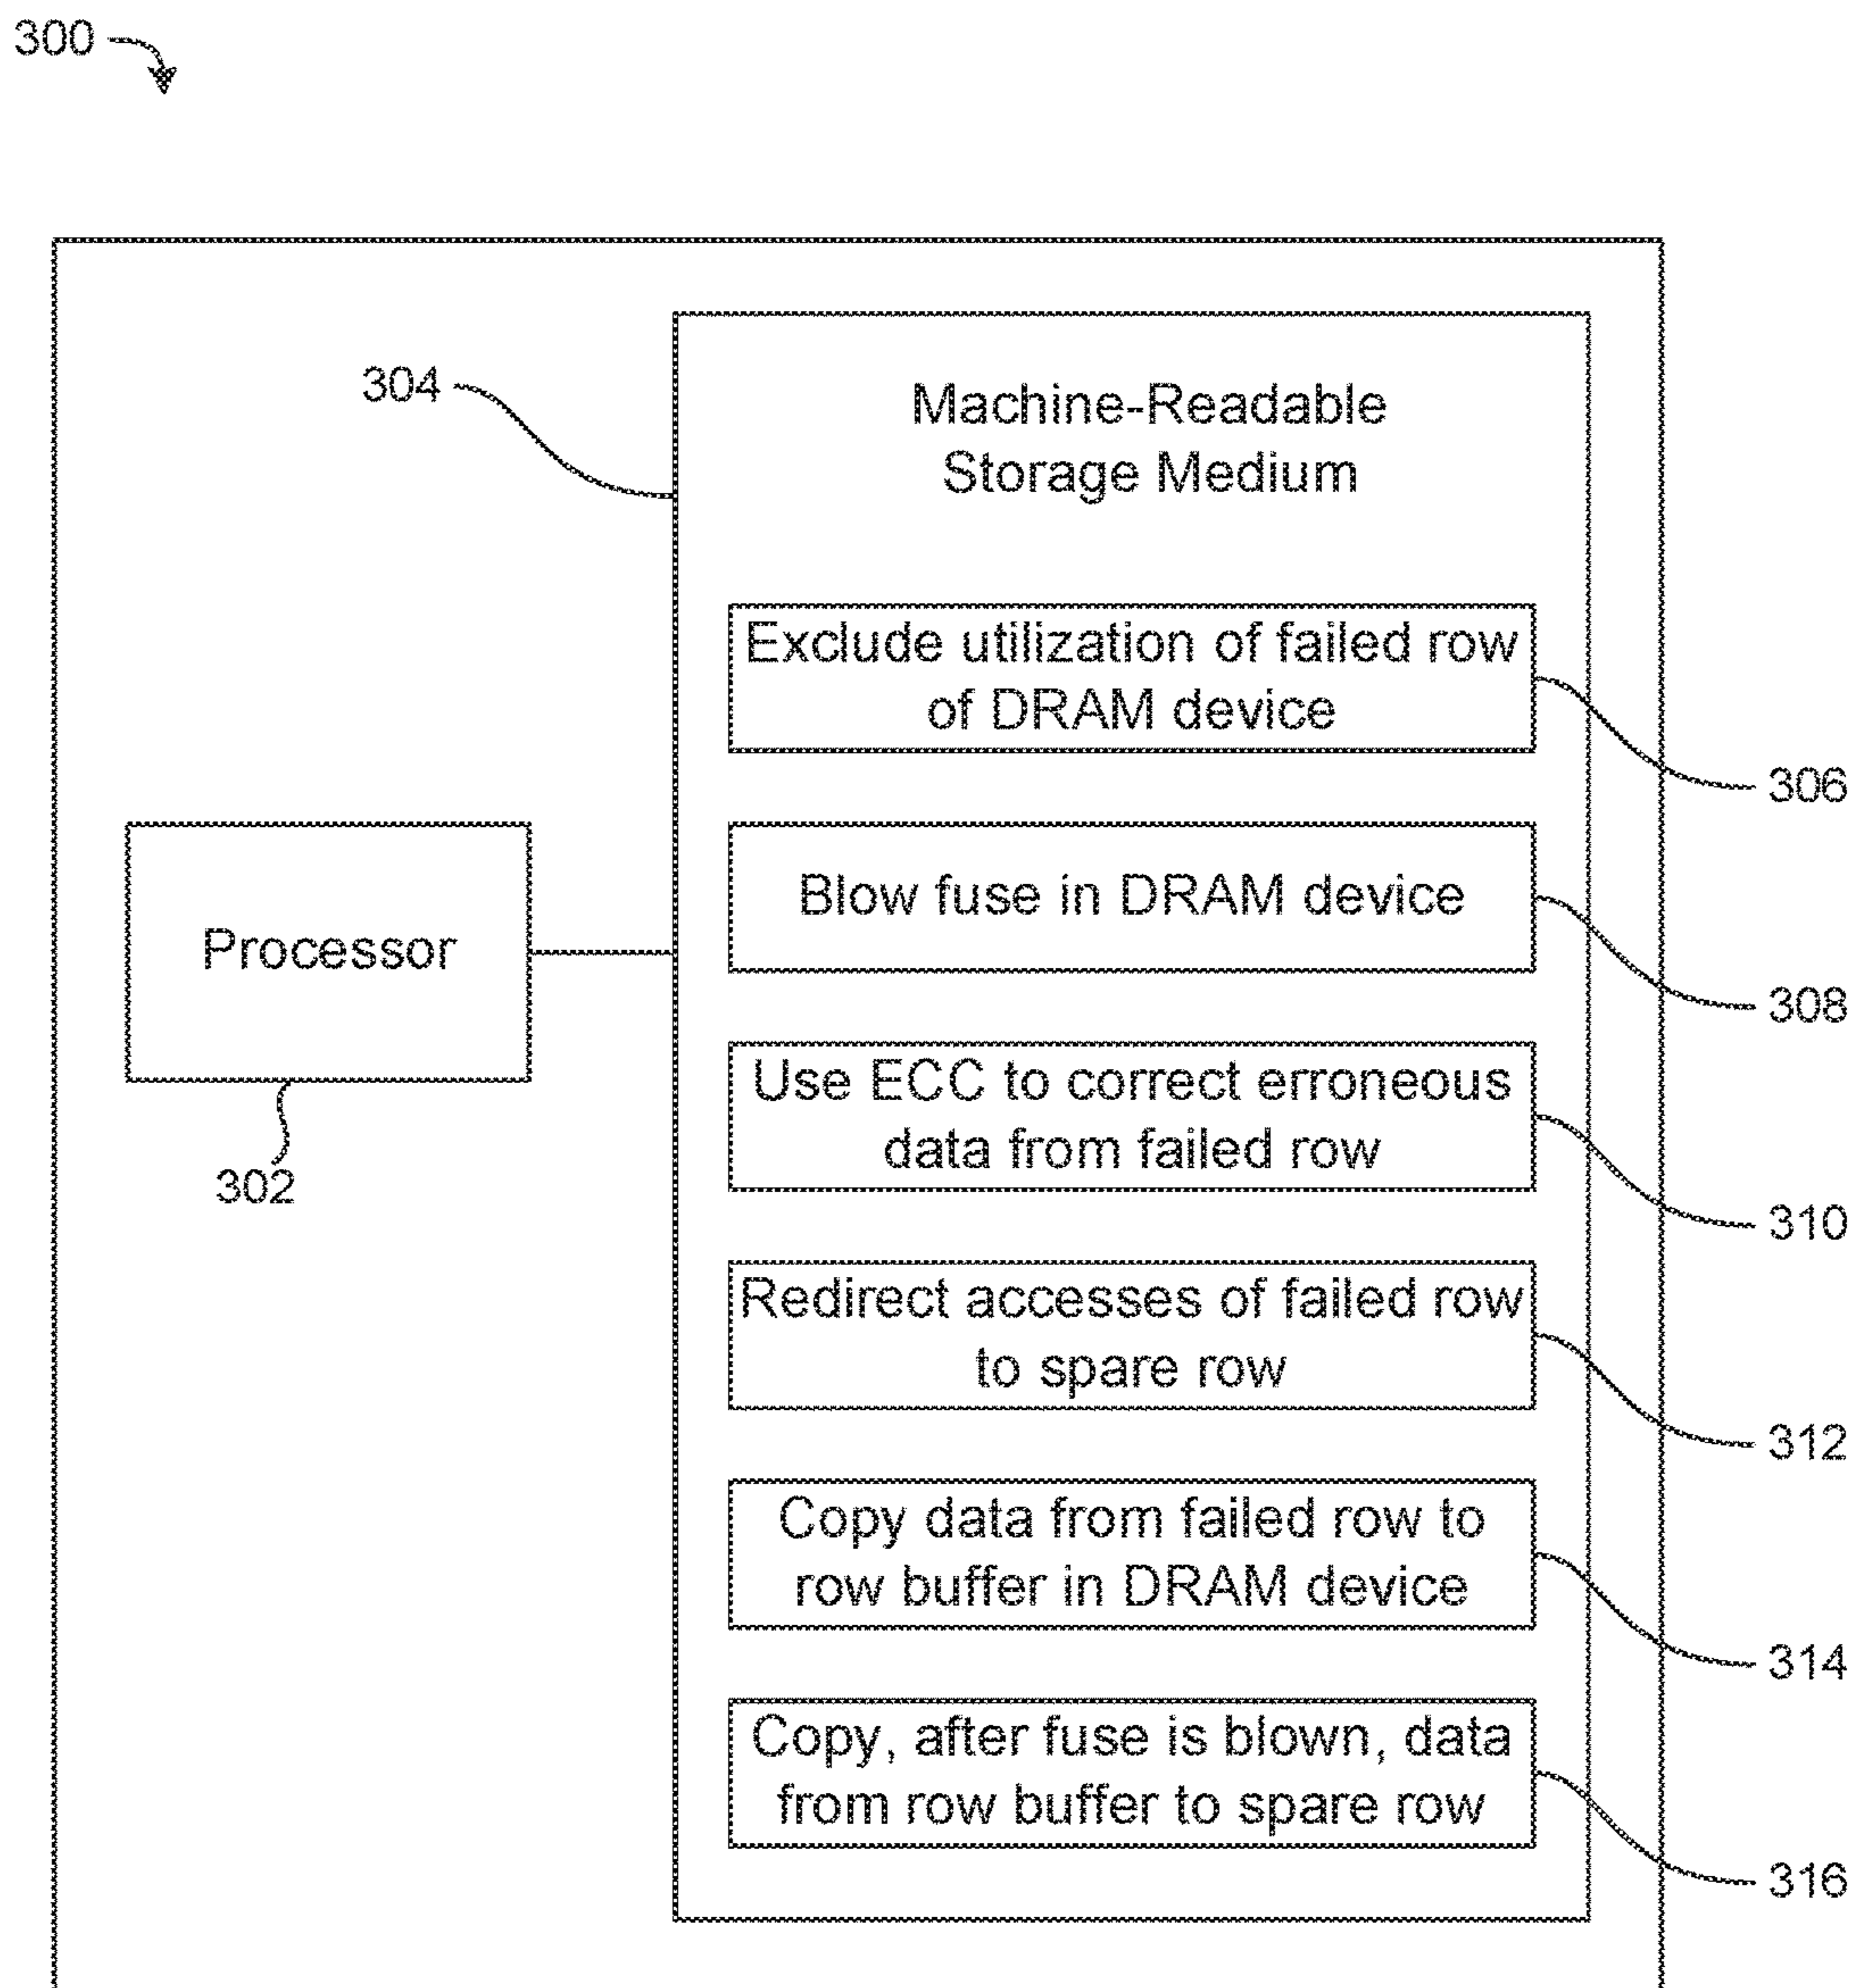 300
304
Machine-Readable
Storage Medium
Exclude utilization of failed row
of DRAM device
306
Blow fuse in DRAM device
308
Processor
302
Use ECC to correct erroneous
data from failed row
310
Redirect accesses of failed row
to spare row
312
Copy data from failed row to
row buffer in DRAM device
314
Copy, after fuse is blown, data
from row buffer to spare row
316